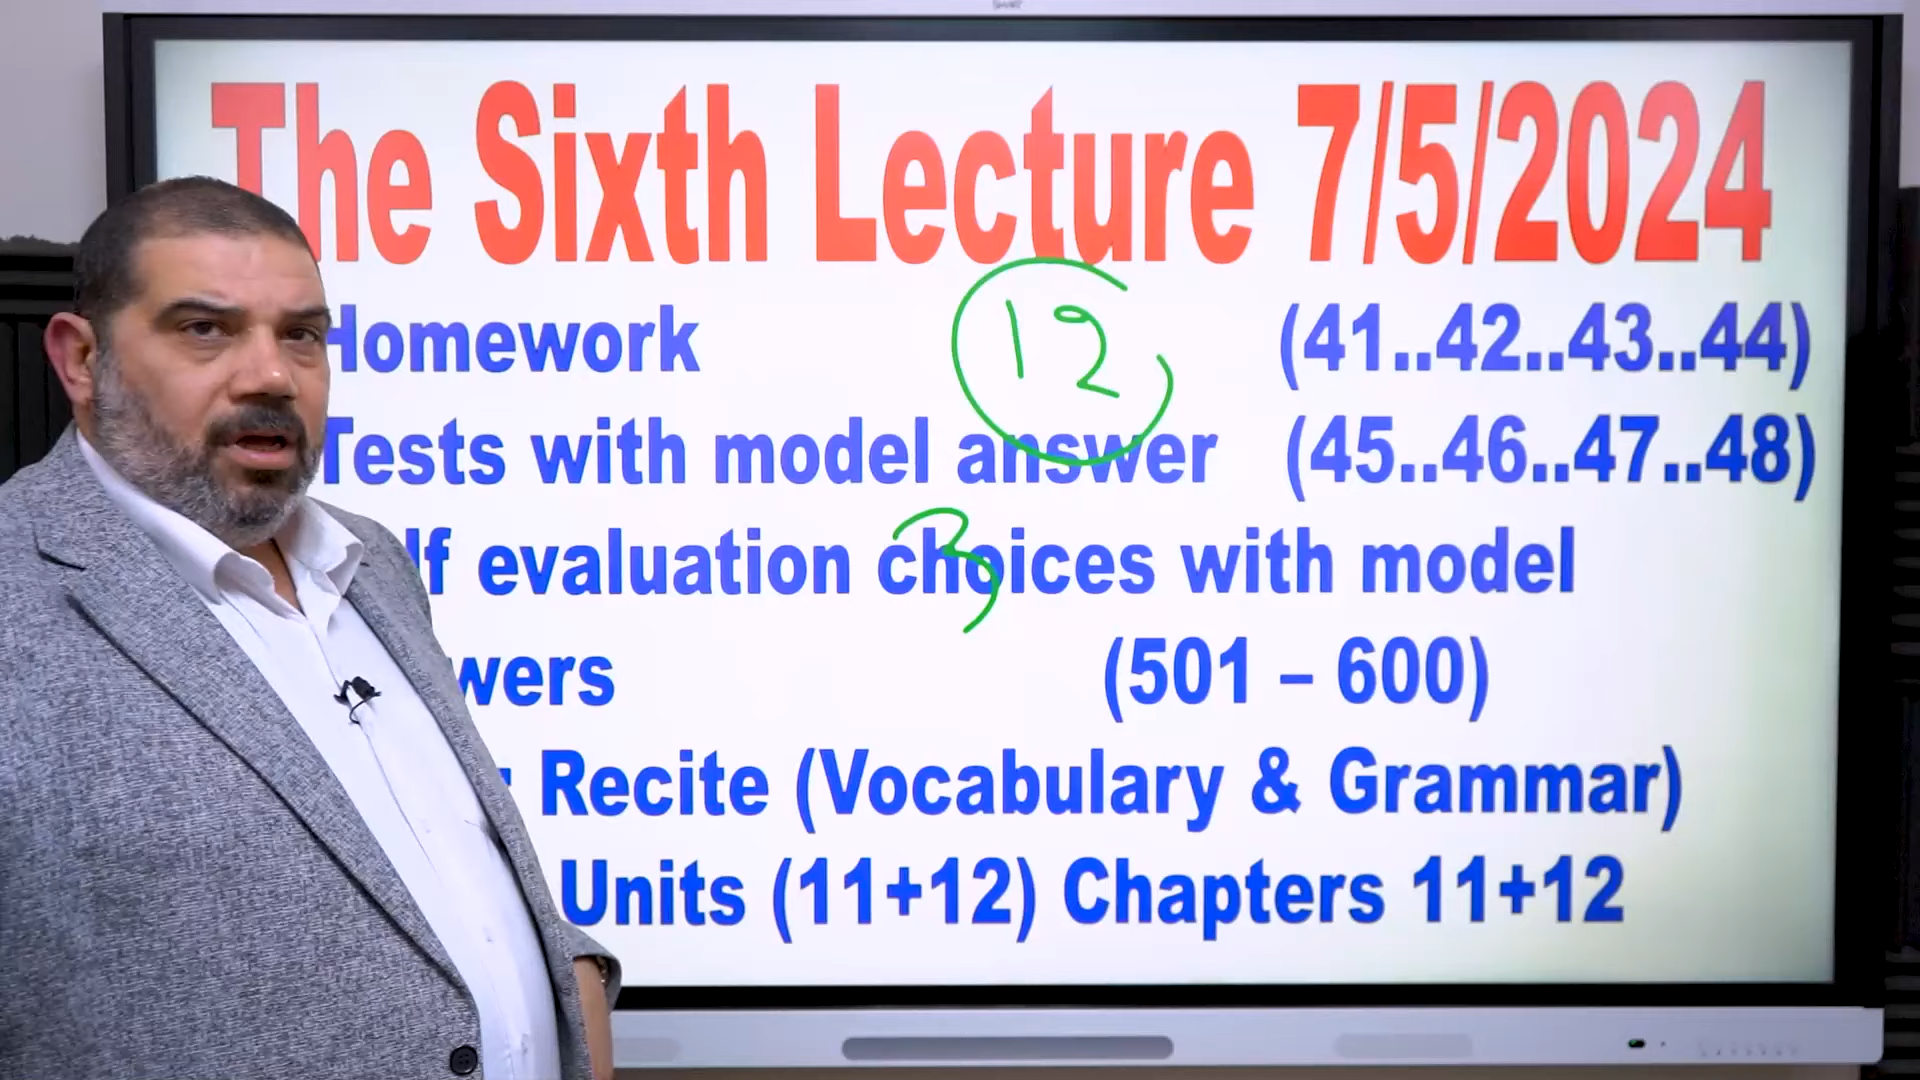 The Sixth Lecture 7/5/2024
Homework (41..42..43..44)
12
Tests with model answer (45..46..47..48)
lf evaluation choices with model
wers (501 – 600)
Recite (Vocabulary & Grammar)
Units (11+12) Chapters 11+12